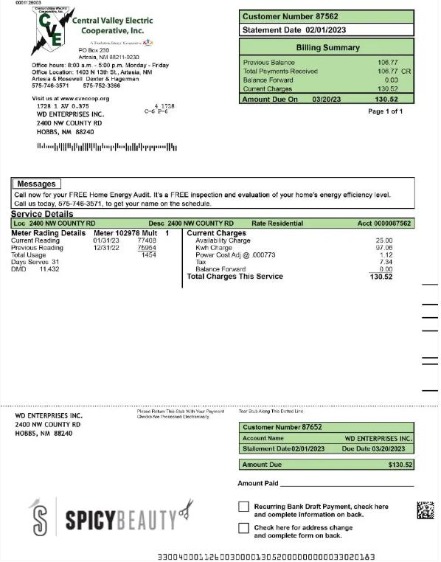 Central Valley Electric
Cooperative, Inc.
PO Box 230
Artesia, NM 88211-0230
Office hours: 8:00 a.m. - 5:00 p.m. Monday - Friday
Office Location: 1403 N 13th St., Artesia, NM
Artesia & Roswell Dexter & Hagerman
575-746-3571 575-752-3366
Visit us at www.cvecoop.org
1728 1 AV 0.375 4 1728
WD ENTERPRISES INC. C-6 P-6
2400 NW COUNTY RD
HOBBS, NM 88240
Customer Number 87562
Statement Date 02/01/2023
Billing Summary
Previous Balance 106.77
Total Payments Received 106.77 CR
Balance Forward 0.00
Current Charges 130.52
Amount Due On 03/20/23 130.52
Page 1 of 1
Messages
Call now for your FREE Home Energy Audit. It's a FREE inspection and evaluation of your home's energy efficiency level.
Call us today, 575-746-3571, to get your name on the schedule.
Service Details
Loc 2400 NW COUNTY RD Desc 2400 NW COUNTY RD Rate Residential Acct 0000087562
Meter Rading Details Meter 102978 Mult 1
Current Reading 01/31/23 77408
Previous Reading 12/31/22 75954
Total Usage 1454
Days Serves 31
DMD 11.432
Current Charges
Availability Charge 25.00
Kwh Charge 97.06
Power Cost Adj @ .000773 1.12
Tax 7.34
Balance Forward 0.00
Total Charges This Service 130.52
WD ENTERPRISES INC.
2400 NW COUNTY RD
HOBBS, NM 88240
Please Return This Stub With Your Payment
Checks Are Processed Electronically
Tear Stub Along This Dotted Line
Customer Number 87652
Account Name WD ENTERPRISES INC.
Statement Date 02/01/2023 Due Date 03/20/2023
Amount Due $130.52
Amount Paid
Recurring Bank Draft Payment, check here
and complete information on back.
Check here for address change
and complete form on back.
SPICYBEAUTY